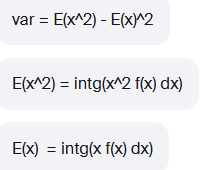 var = E(x^2) - E(x)^2
E(x^2) = intg(x^2 f(x) dx)
E(x)  = intg(x f(x) dx)